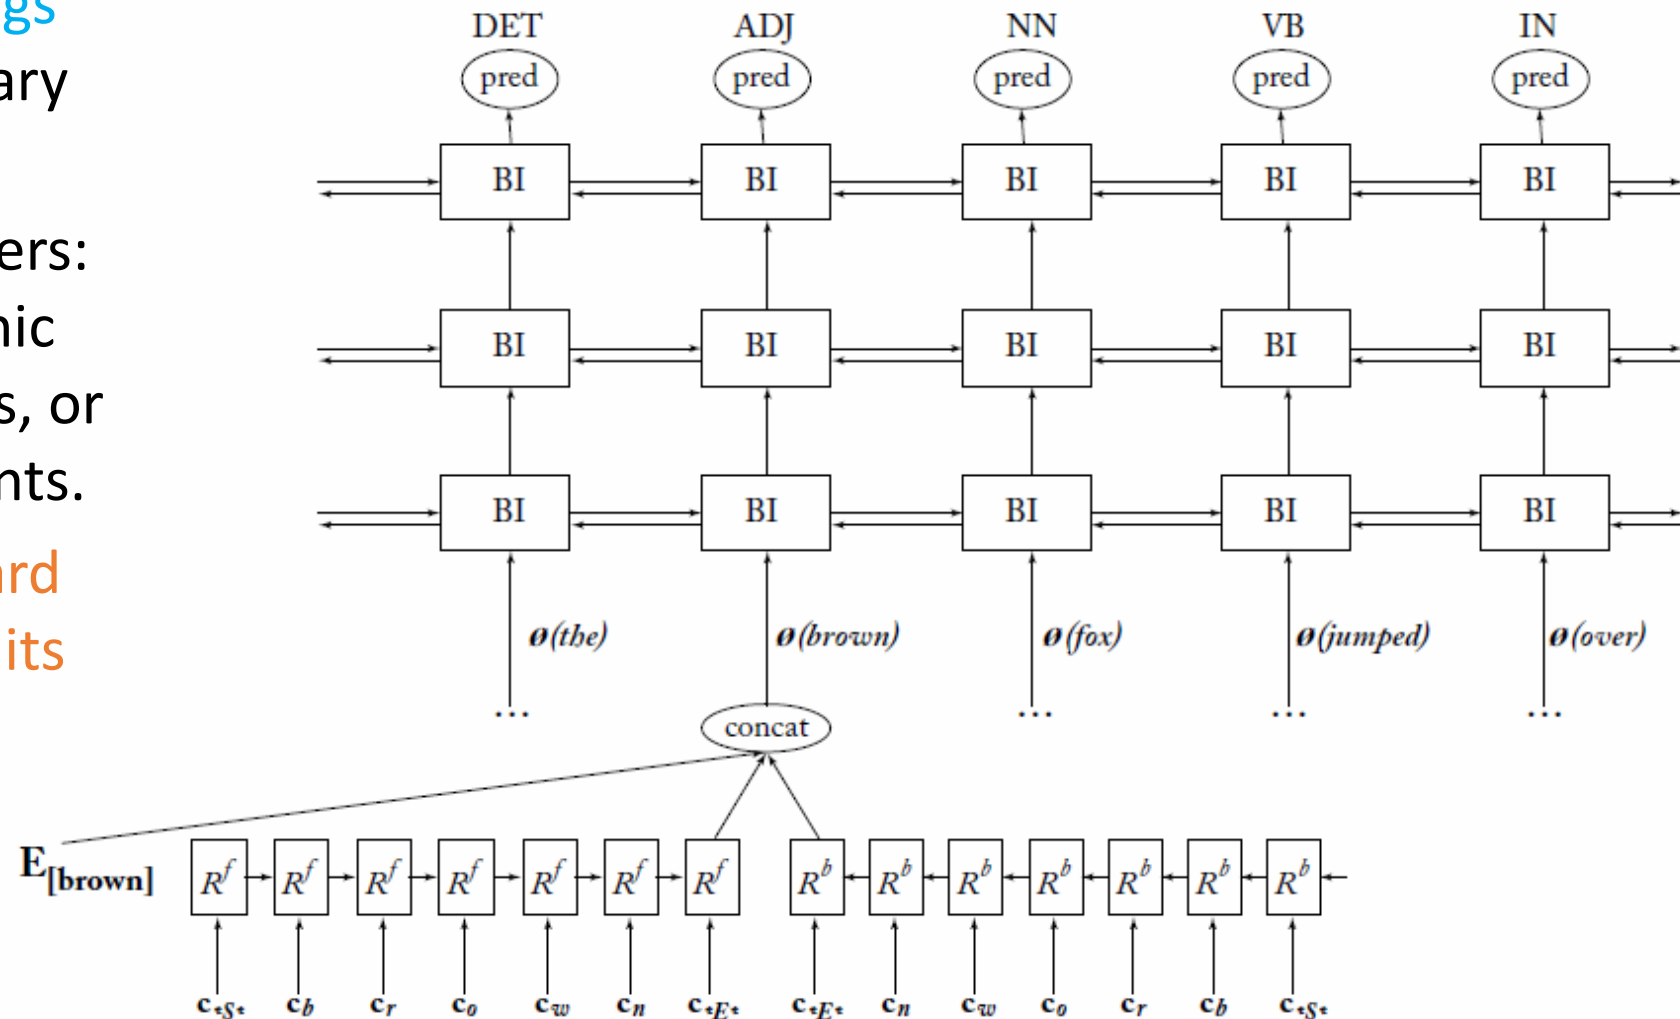 gs
ary
ers:
nic
s, or
nts.
ard
its
DET ADJ NN VB IN
pred pred pred pred pred
BI BI BI BI BI
BI BI BI BI BI
BI BI BI BI BI
ø(the) ø(brown) ø(fox) ø(jumped) ø(over)
... ... ... ...
concat
E[brown] R^f R^f R^f R^f R^f R^f R^f R^b R^b R^b R^b R^b R^b R^b
c*S* c_b c_r c_o c_w c_n c*E* c*E* c_n c_w c_o c_r c_b c*S*